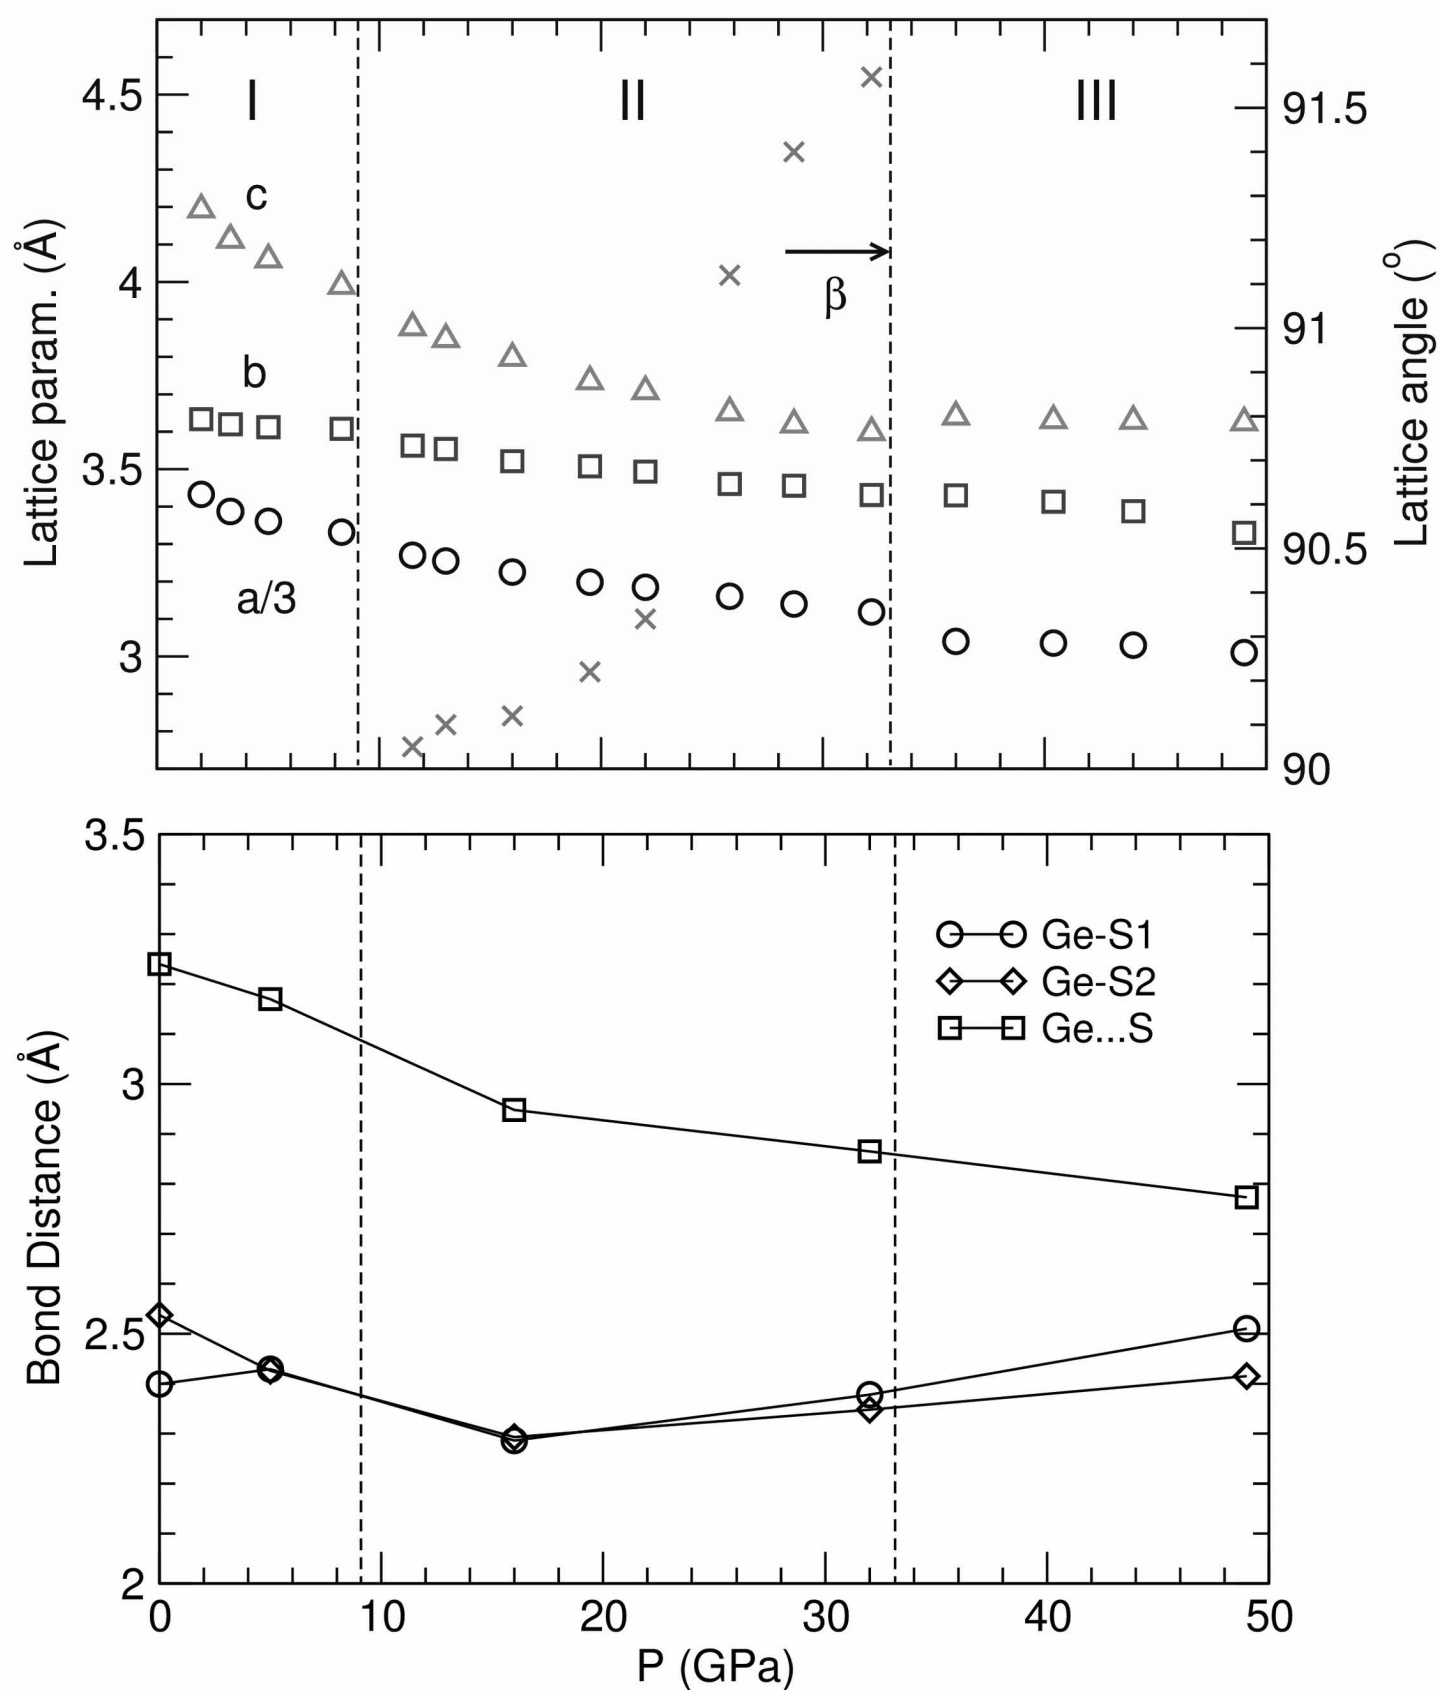 I II III
4.5
4
3.5
3
c
b
a/3
β
91.5
91
90.5
90
Lattice param. (Å)
Lattice angle (°)
3.5
3
2.5
2
Bond Distance (Å)
Ge-S1
Ge-S2
Ge...S
0 10 20 30 40 50
P (GPa)